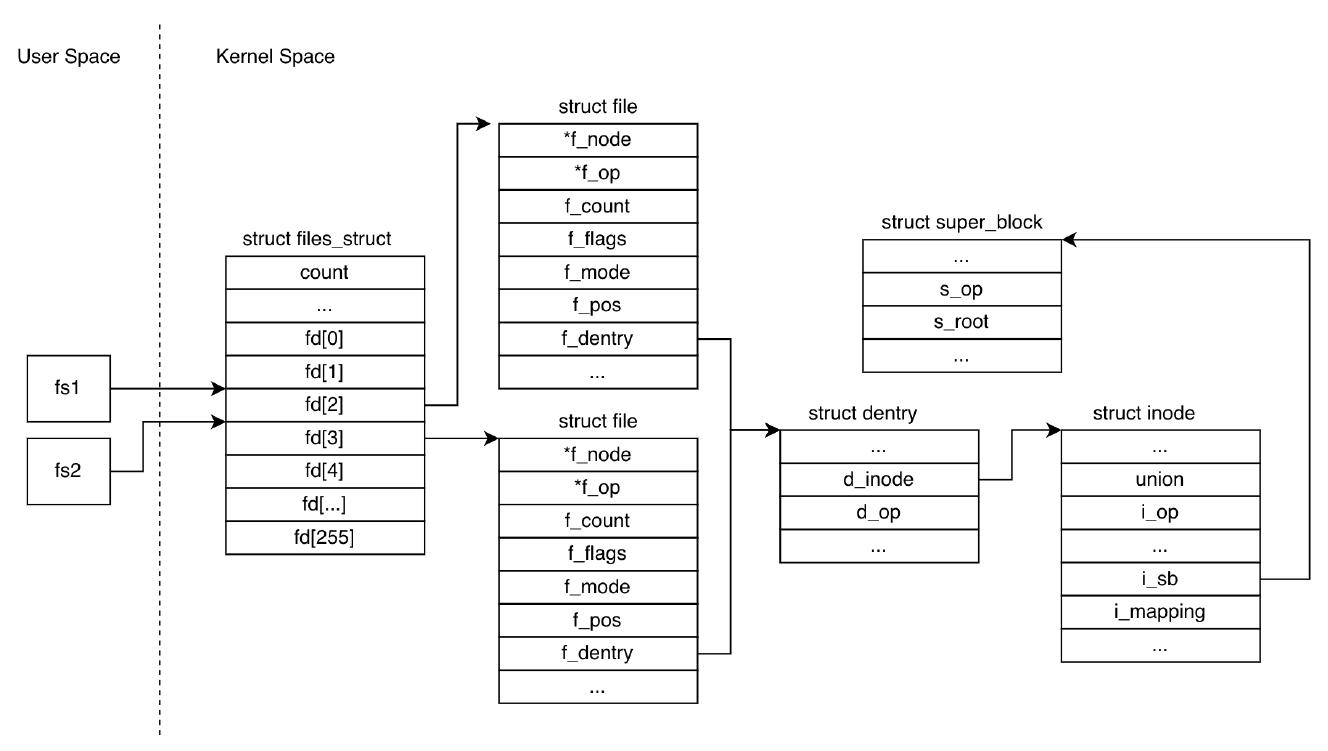 User Space
Kernel Space
fs1
fs2
struct files_struct
count
...
fd[0]
fd[1]
fd[2]
fd[3]
fd[4]
fd[...]
fd[255]
struct file
*f_node
*f_op
f_count
f_flags
f_mode
f_pos
f_dentry
...
struct file
*f_node
*f_op
f_count
f_flags
f_mode
f_pos
f_dentry
...
struct super_block
...
s_op
s_root
...
struct dentry
...
d_inode
d_op
...
struct inode
...
union
i_op
...
i_sb
i_mapping
...